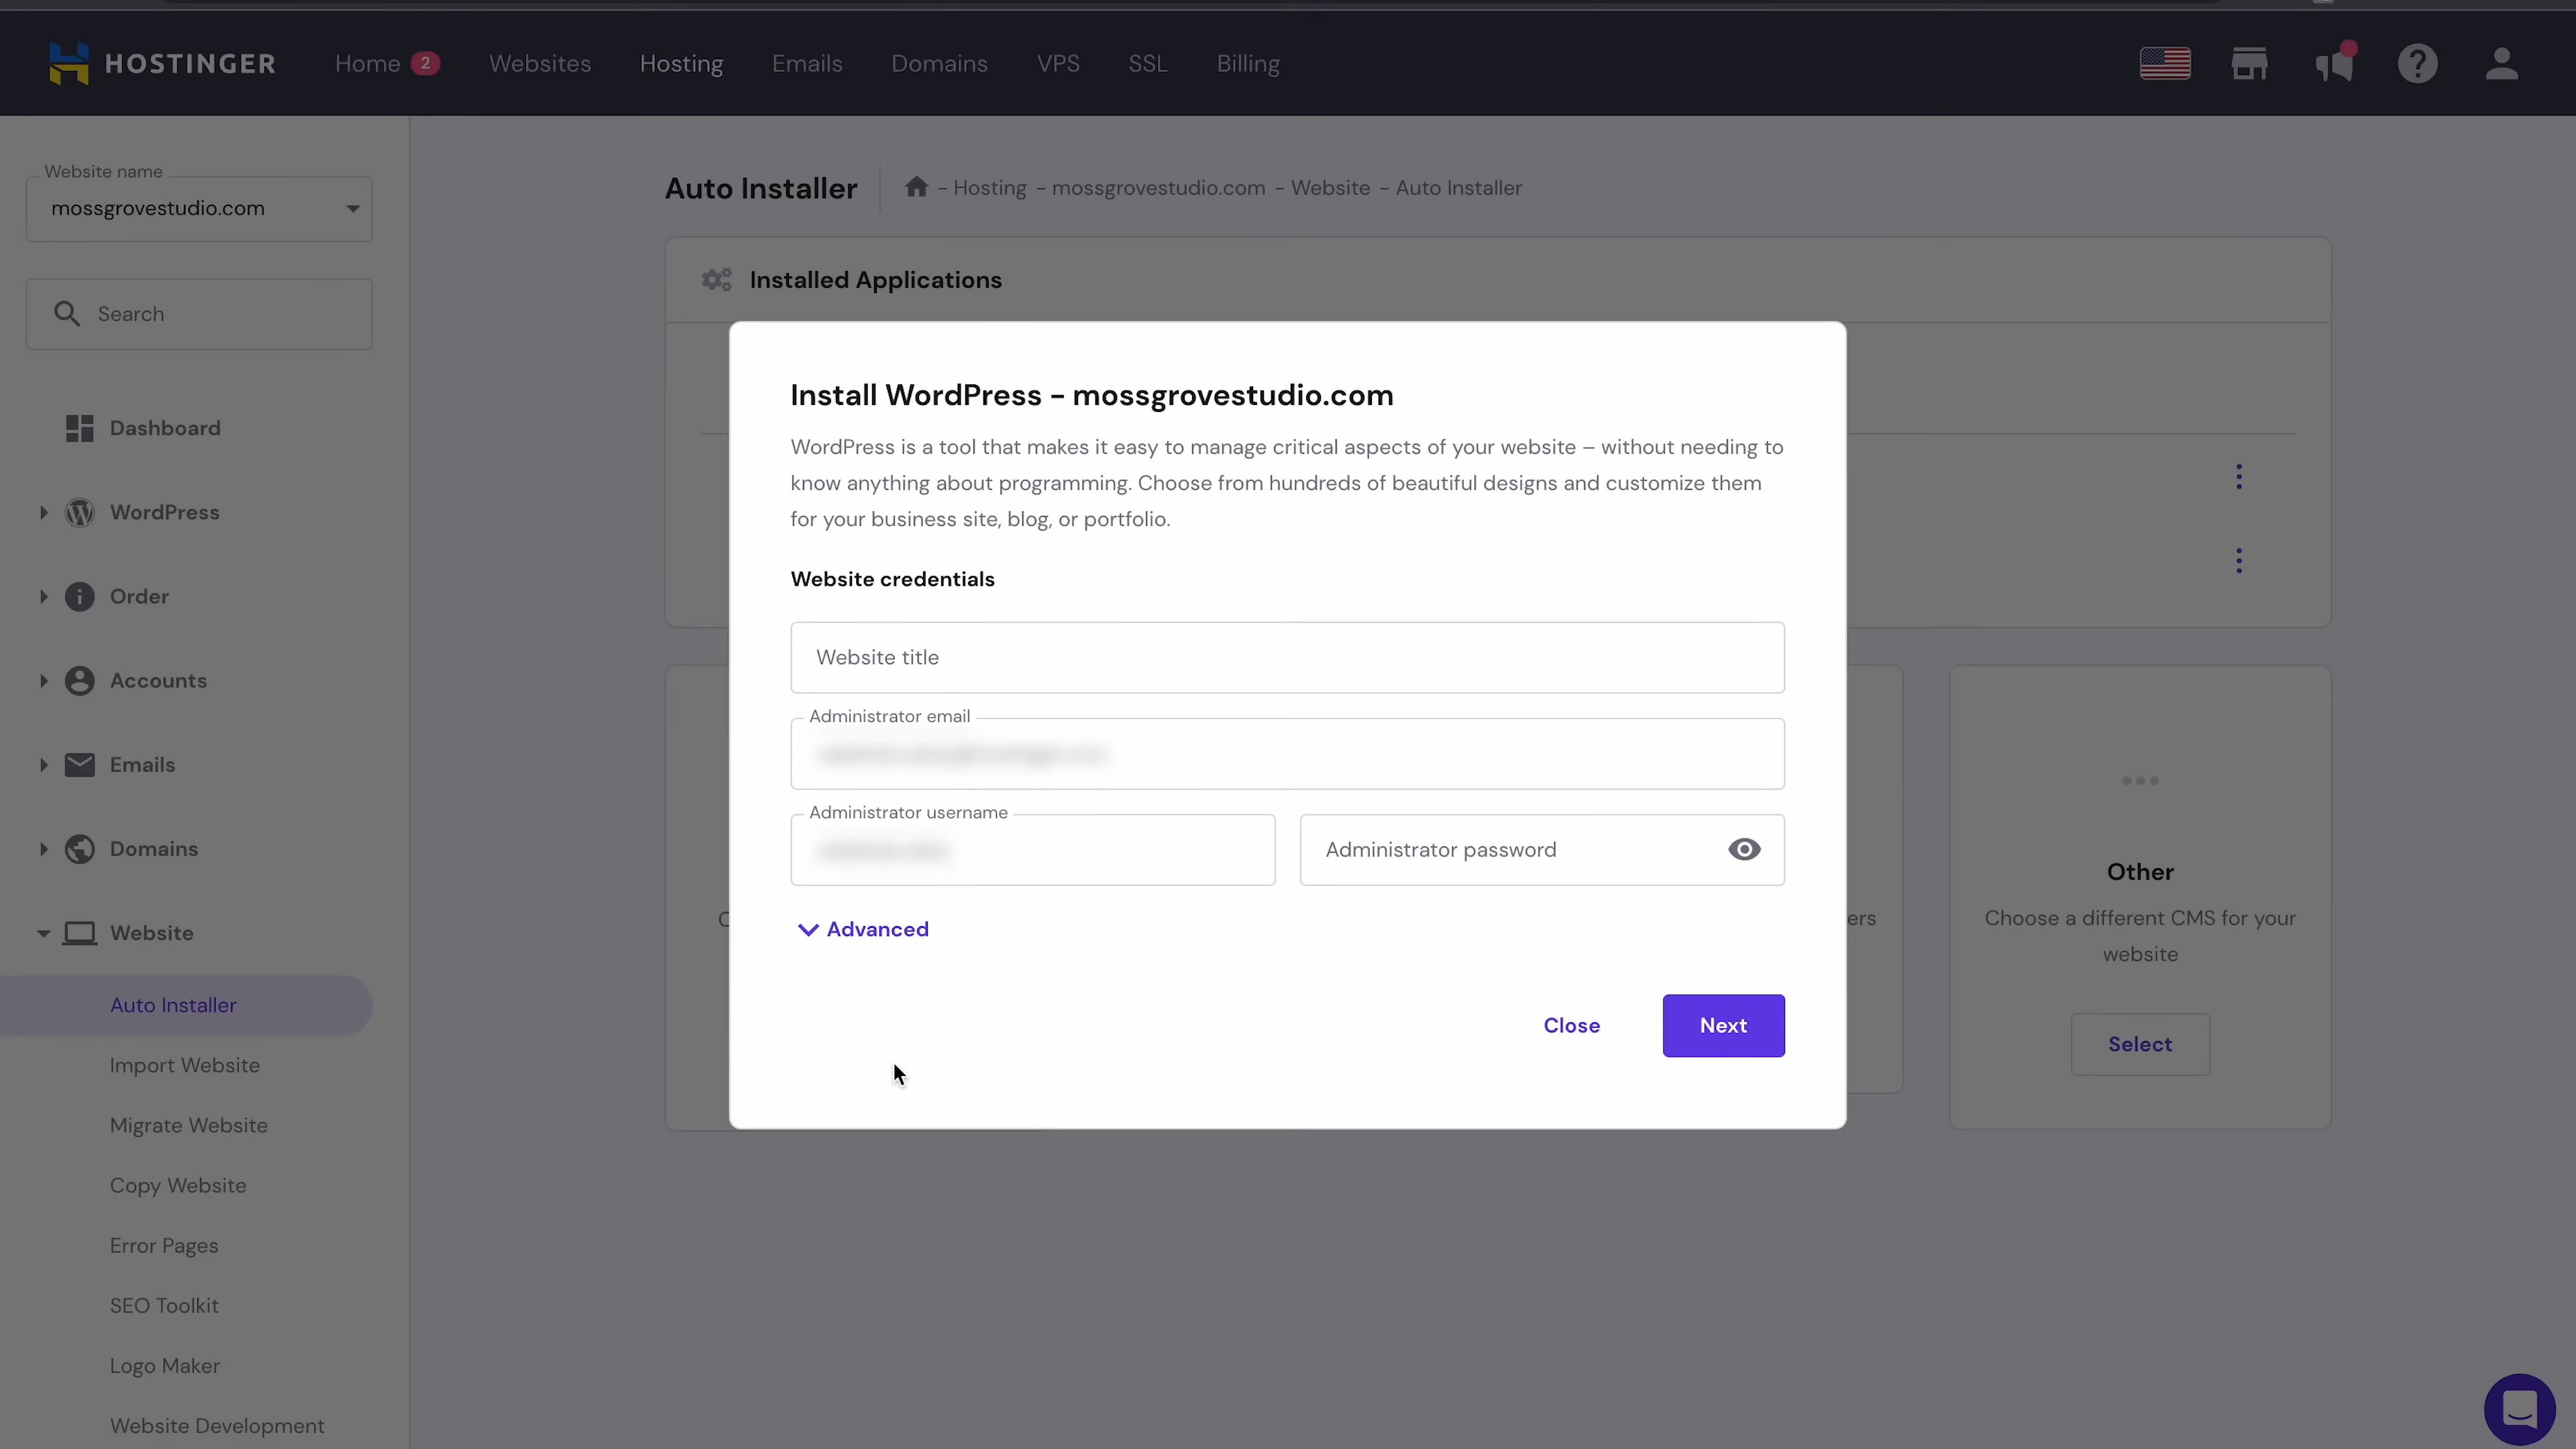 HOSTINGER
Home 2 Websites Hosting Emails Domains VPS SSL Billing
Website name
mossgrovestudio.com
Search
Dashboard
WordPress
Order
Accounts
Emails
Domains
Website
Auto Installer
Import Website
Migrate Website
Copy Website
Error Pages
SEO Toolkit
Logo Maker
Website Development
Auto Installer
- Hosting - mossgrovestudio.com - Website - Auto Installer
Installed Applications
Install WordPress - mossgrovestudio.com
WordPress is a tool that makes it easy to manage critical aspects of your website – without needing to
know anything about programming. Choose from hundreds of beautiful designs and customize them
for your business site, blog, or portfolio.
Website credentials
Website title
Administrator email
Administrator username
Administrator password
Advanced
Close Next
Other
Choose a different CMS for your
website
Select